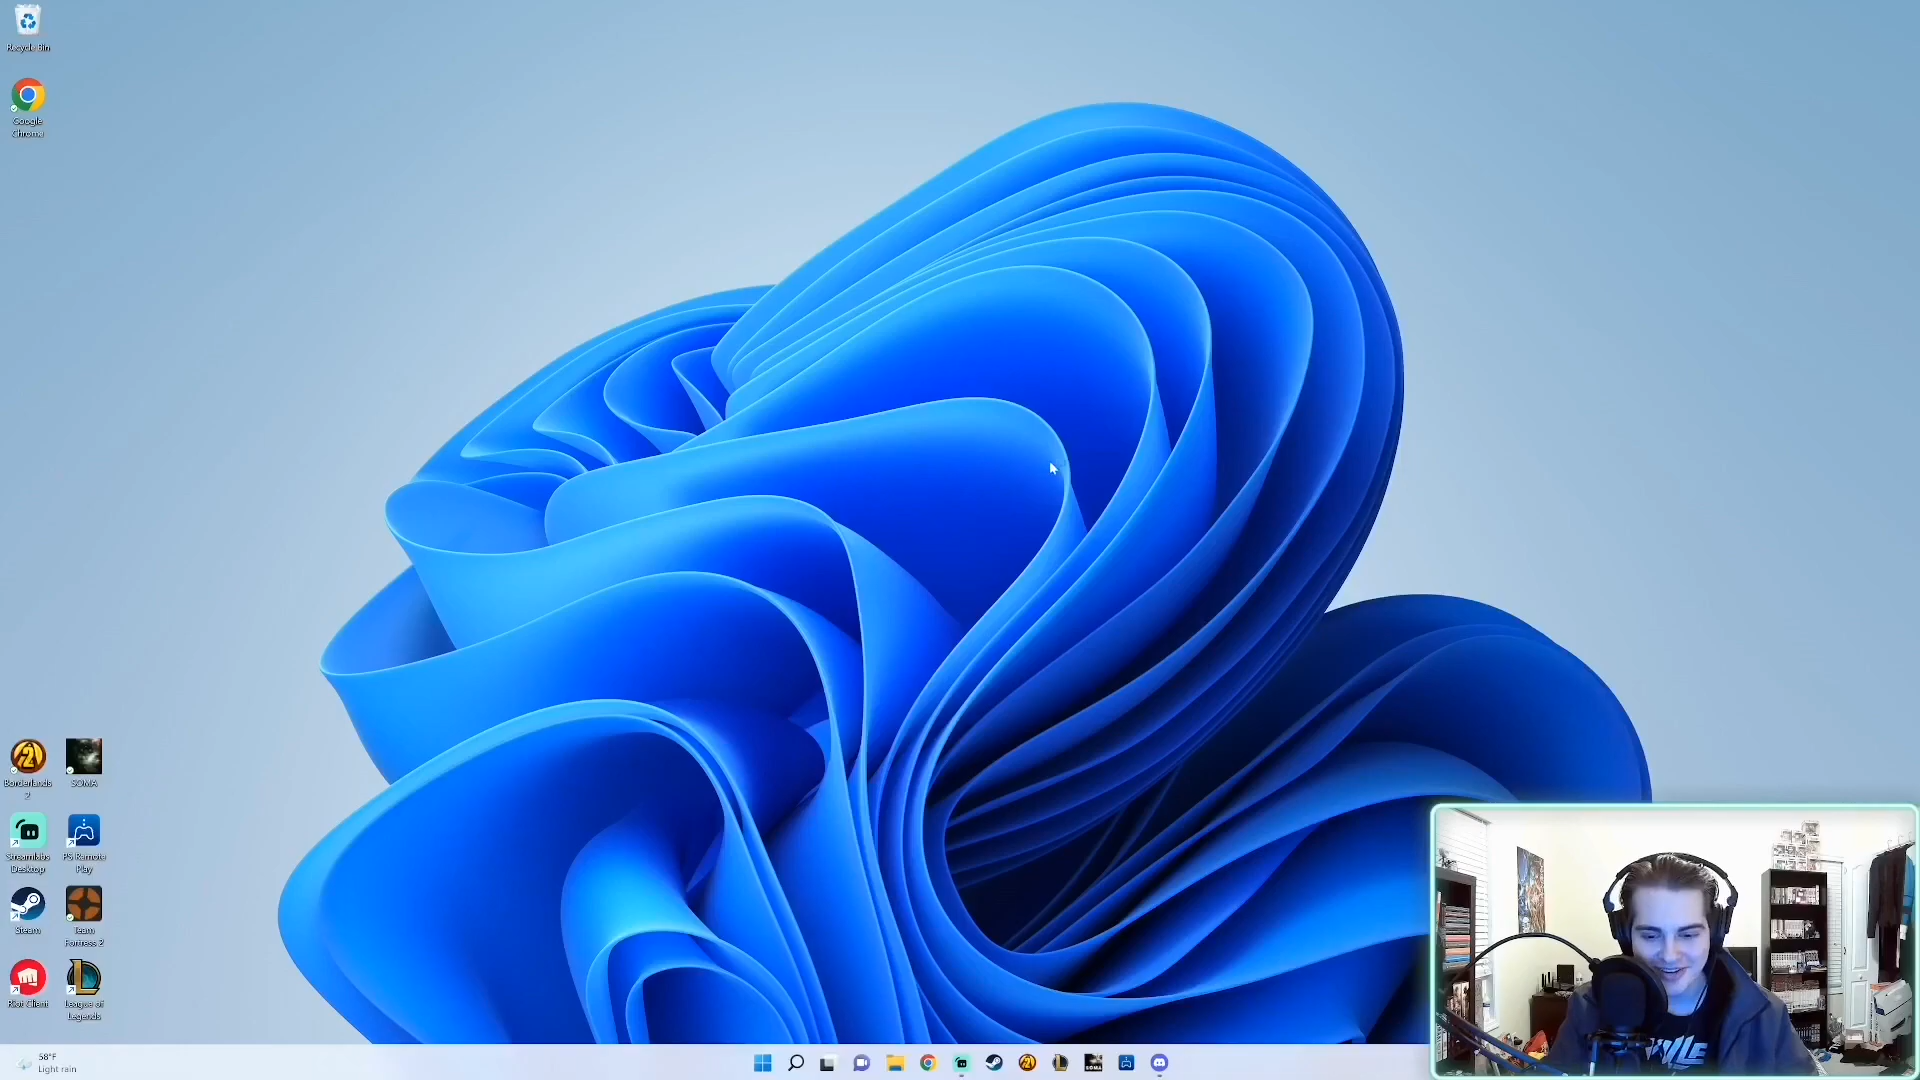 Recycle Bin
Google
Chrome
Borderlands
2
SOMA
Streamlabs
Desktop
PS Remote
Play
Steam
Team
Fortress 2
Riot Client
League of
Legends
58°F
Light rain
SOMA